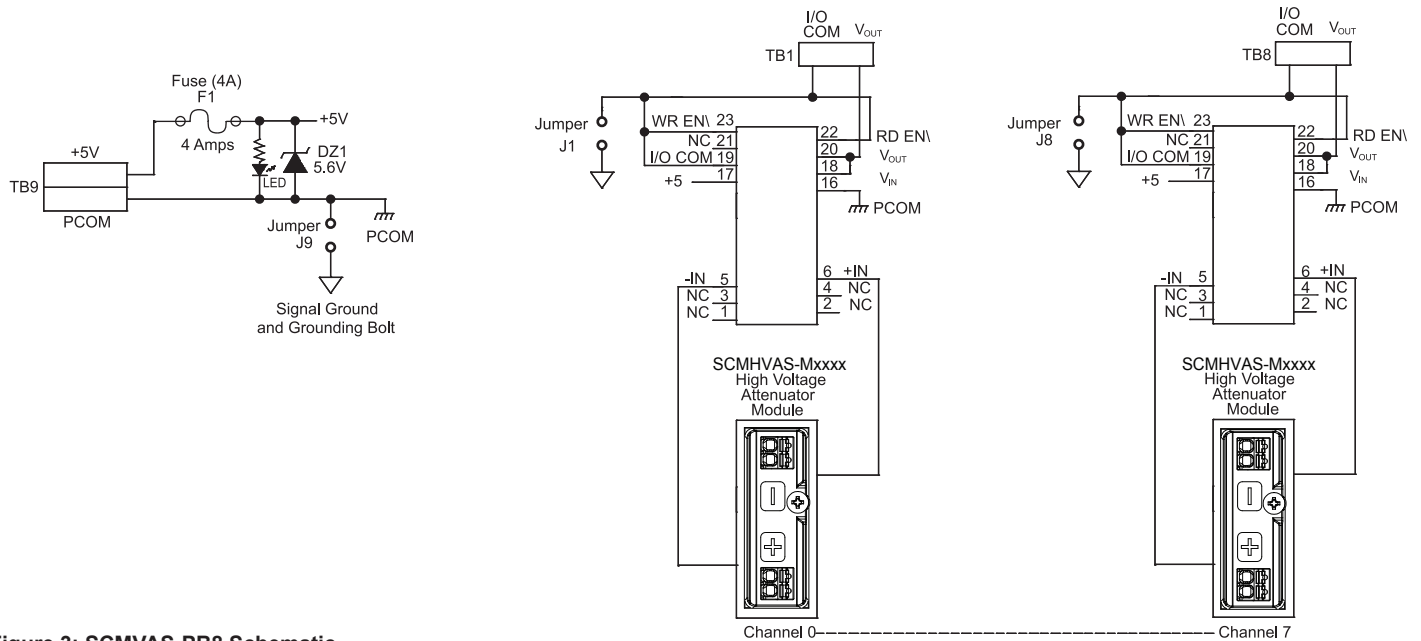 Fuse (4A)
F1
4 Amps
+5V
+5V
DZ1
5.6V
LED
TB9
PCOM
Jumper
J9
PCOM
Signal Ground
and Grounding Bolt
I/O
COM VOUT
TB1
Jumper
J1
WR EN\ 23
NC 21
I/O COM 19
+5 17
22 RD EN\
20 VOUT
18 VIN
16
PCOM
-IN 5
NC 3
NC 1
6 +IN
4 NC
2 NC
SCMHVAS-Mxxxx
High Voltage
Attenuator
Module
Channel 0
I/O
COM VOUT
TB8
Jumper
J8
WR EN\ 23
NC 21
I/O COM 19
+5 17
22 RD EN\
20 VOUT
18 VIN
16
PCOM
-IN 5
NC 3
NC 1
6 +IN
4 NC
2 NC
SCMHVAS-Mxxxx
High Voltage
Attenuator
Module
Channel 7